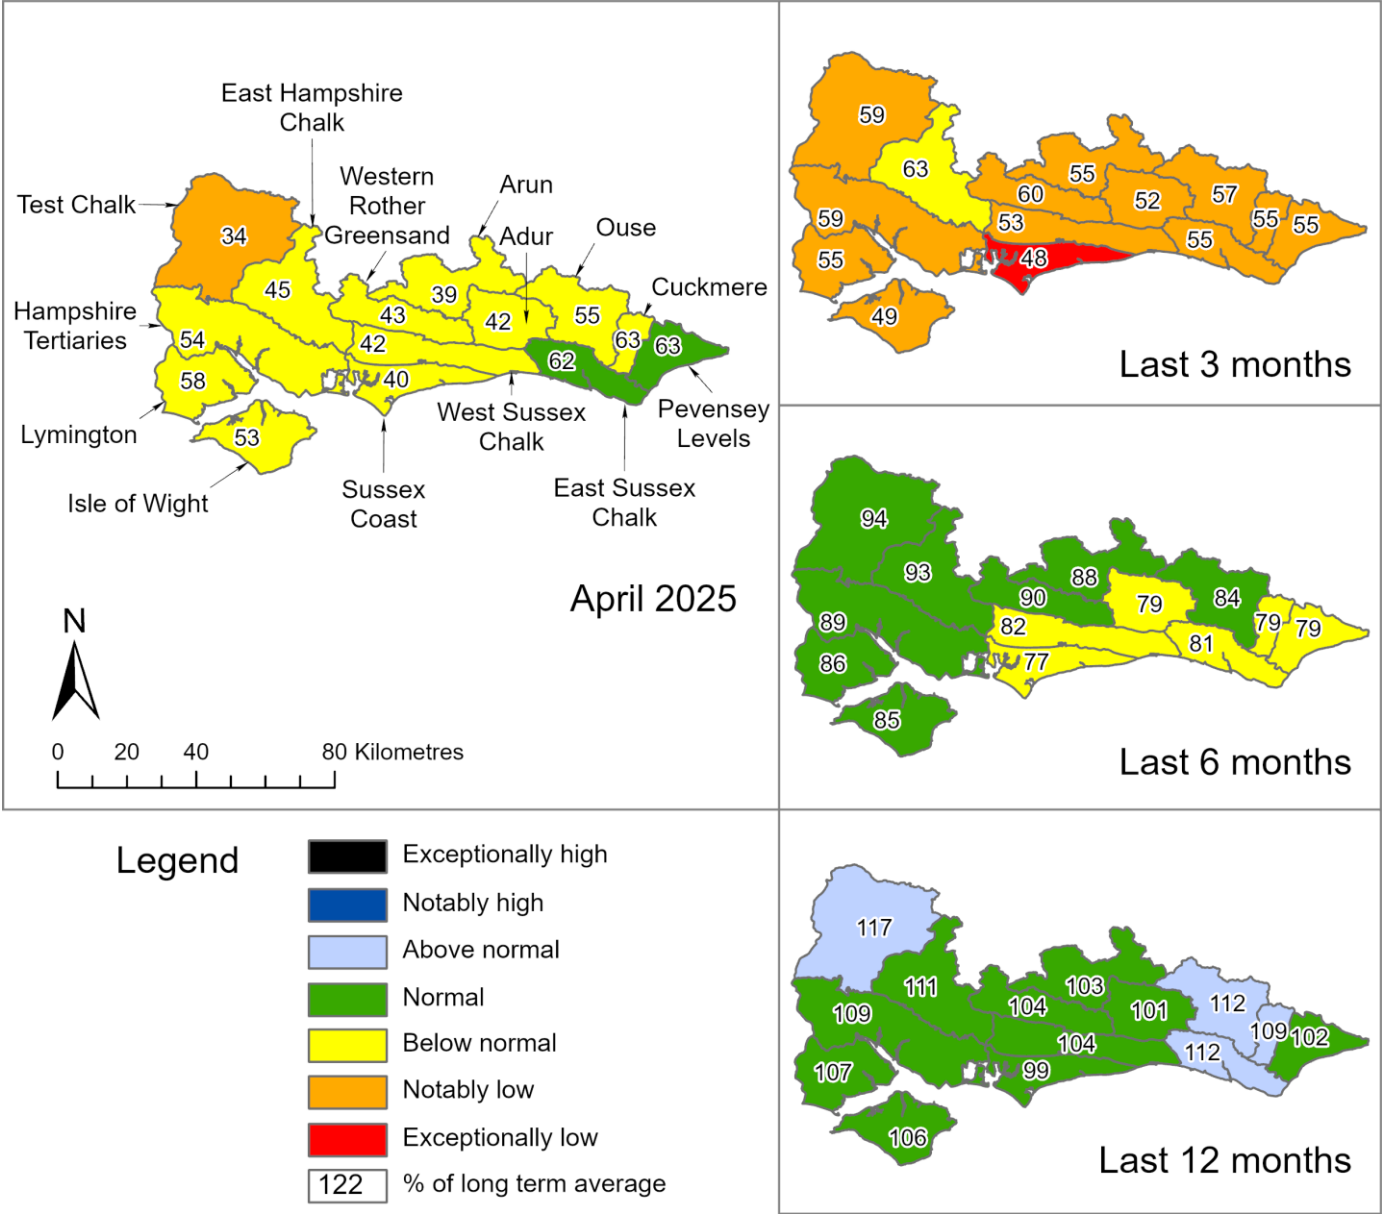 East Hampshire
Chalk
Western
Rother
Greensand
Arun
Adur
Ouse
Cuckmere
Test Chalk
Hampshire
Tertiaries
Lymington
Isle of Wight
Sussex
Coast
West Sussex
Chalk
East Sussex
Chalk
Pevensey
Levels
34
45
43
39
42
55
63
63
54
42
62
58
40
53
April 2025
N
0 20 40 80 Kilometres
59
63
55
60
52
57
55
55
59
53
55
55
48
49
Last 3 months
94
93
88
90
79
84
79
79
89
82
81
86
77
85
Last 6 months
117
111
103
104
101
112
109
102
109
104
112
107
99
106
Last 12 months
Legend
Exceptionally high
Notably high
Above normal
Normal
Below normal
Notably low
Exceptionally low
122 % of long term average